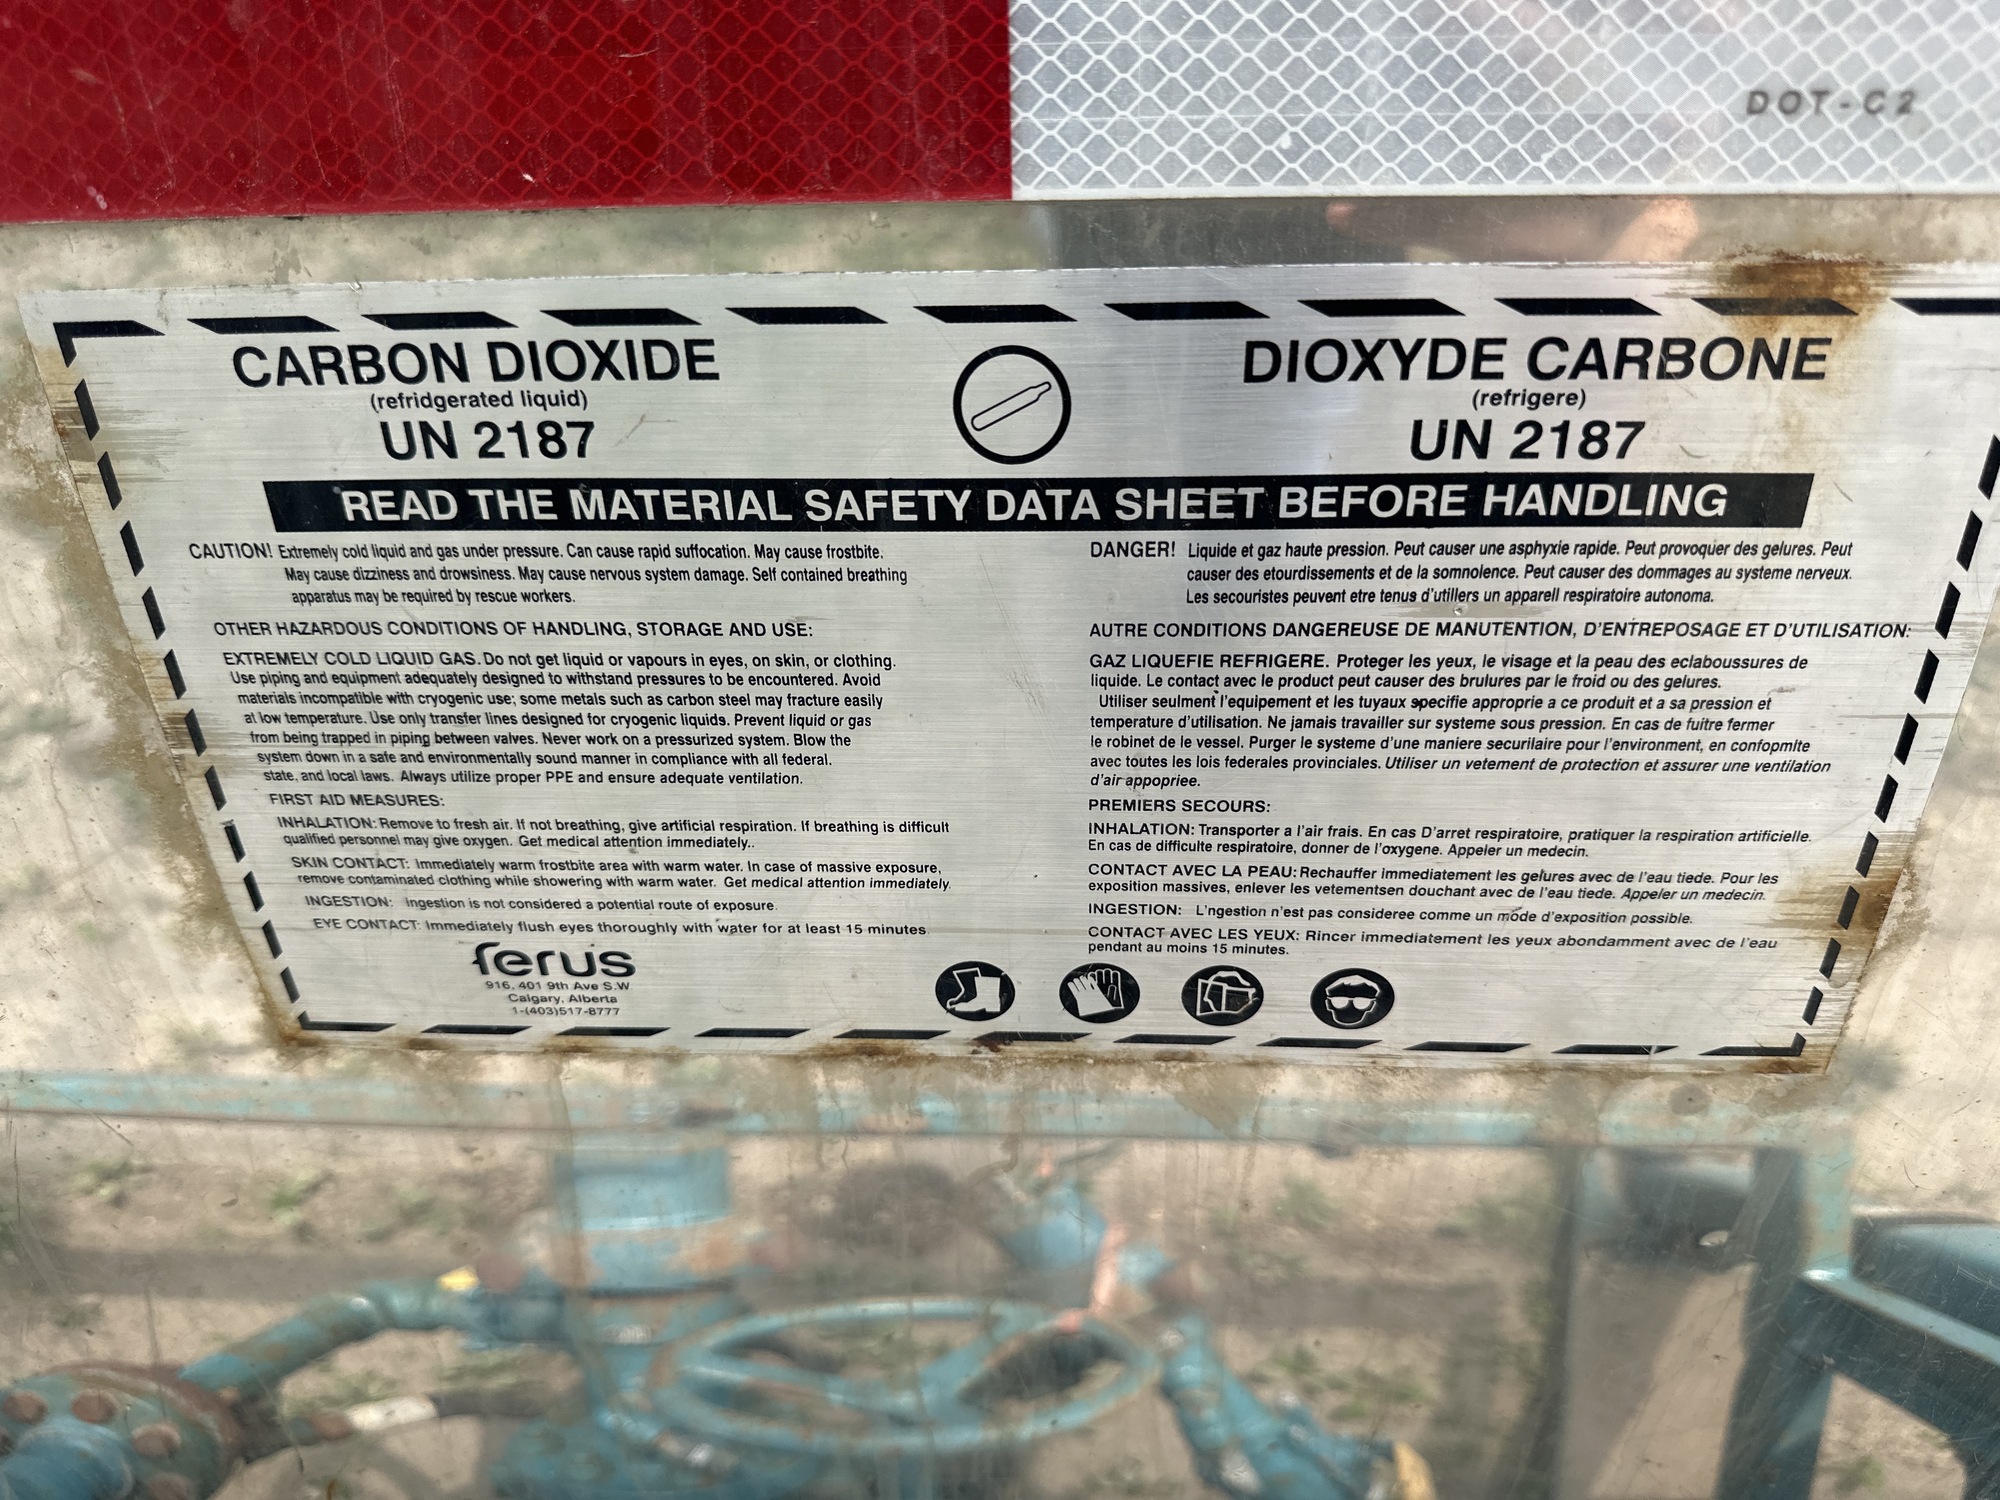 DOT-C2
CARBON DIOXIDE
(refridgerated liquid)
UN 2187
DIOXYDE CARBONE
(refrigere)
UN 2187
READ THE MATERIAL SAFETY DATA SHEET BEFORE HANDLING
CAUTION! Extremely cold liquid and gas under pressure. Can cause rapid suffocation. May cause frostbite.
May cause dizziness and drowsiness. May cause nervous system damage. Self contained breathing
apparatus may be required by rescue workers.
OTHER HAZARDOUS CONDITIONS OF HANDLING, STORAGE AND USE:
EXTREMELY COLD LIQUID GAS. Do not get liquid or vapours in eyes, on skin, or clothing.
Use piping and equipment adequately designed to withstand pressures to be encountered. Avoid
materials incompatible with cryogenic use; some metals such as carbon steel may fracture easily
at low temperature. Use only transfer lines designed for cryogenic liquids. Prevent liquid or gas
from being trapped in piping between valves. Never work on a pressurized system. Blow the
system down in a safe and environmentally sound manner in compliance with all federal.
state, and local laws. Always utilize proper PPE and ensure adequate ventilation.
FIRST AID MEASURES:
INHALATION: Remove to fresh air. If not breathing, give artificial respiration. If breathing is difficult
qualified personnel may give oxygen. Get medical attention immediately..
SKIN CONTACT: Immediately warm frostbite area with warm water. In case of massive exposure,
remove contaminated clothing while showering with warm water. Get medical attention immediately.
INGESTION: Ingestion is not considered a potential route of exposure.
EYE CONTACT: Immediately flush eyes thoroughly with water for at least 15 minutes.
ferus
916, 401 9th Ave S.W.
Calgary, Alberta
1-(403)517-8777
DANGER! Liquide et gaz haute pression. Peut causer une asphyxie rapide. Peut provoquer des gelures. Peut
causer des etourdissements et de la somnolence. Peut causer des dommages au systeme nerveux.
Les secouristes peuvent etre tenus d'utillers un apparell respiratoire autonoma.
AUTRE CONDITIONS DANGEREUSE DE MANUTENTION, D'ENTREPOSAGE ET D'UTILISATION:
GAZ LIQUEFIE REFRIGERE. Proteger les yeux, le visage et la peau des eclaboussures de
liquide. Le contact avec le product peut causer des brulures par le froid ou des gelures.
Utiliser seulment l'equipement et les tuyaux specifie approprie a ce produit et a sa pression et
temperature d'utilisation. Ne jamais travailler sur systeme sous pression. En cas de fuitre fermer
le robinet de le vessel. Purger le systeme d'une maniere securilaire pour l'environment, en confopmlte
avec toutes les lois federales provinciales. Utiliser un vetement de protection et assurer une ventilation
d'air appopriee.
PREMIERS SECOURS:
INHALATION: Transporter a l'air frais. En cas D'arret respiratoire, pratiquer la respiration artificielle.
En cas de difficulte respiratoire, donner de l'oxygene. Appeler un medecin.
CONTACT AVEC LA PEAU: Rechauffer immediatement les gelures avec de l'eau tiede. Pour les
exposition massives, enlever les vetementsen douchant avec de l'eau tiede. Appeler un medecin.
INGESTION: L'ngestion n'est pas consideree comme un mode d'exposition possible.
CONTACT AVEC LES YEUX: Rincer immediatement les yeux abondamment avec de l'eau
pendant au moins 15 minutes.